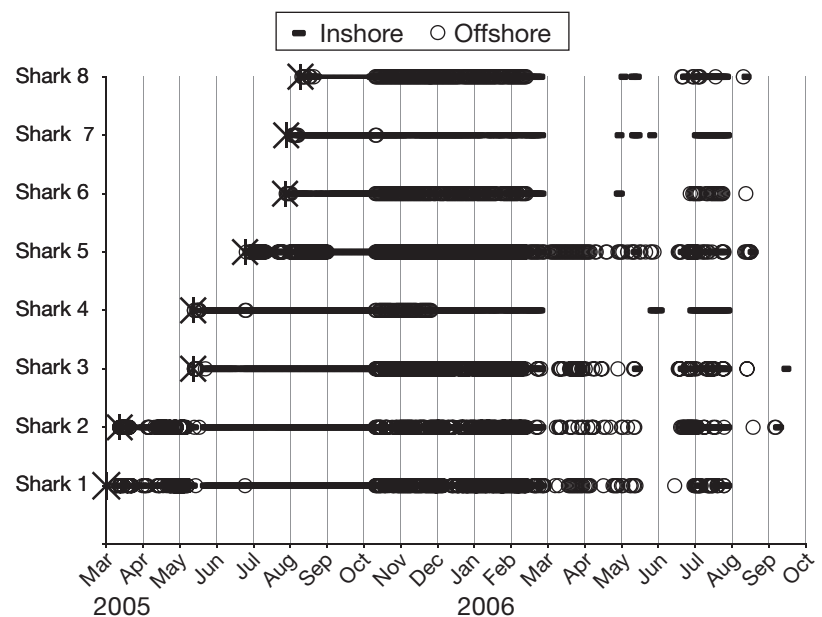 Inshore Offshore
Shark 8
Shark 7
Shark 6
Shark 5
Shark 4
Shark 3
Shark 2
Shark 1
Mar Apr May Jun Jul Aug Sep Oct Nov Dec Jan Feb Mar Apr May Jun Jul Aug Sep Oct
2005 2006